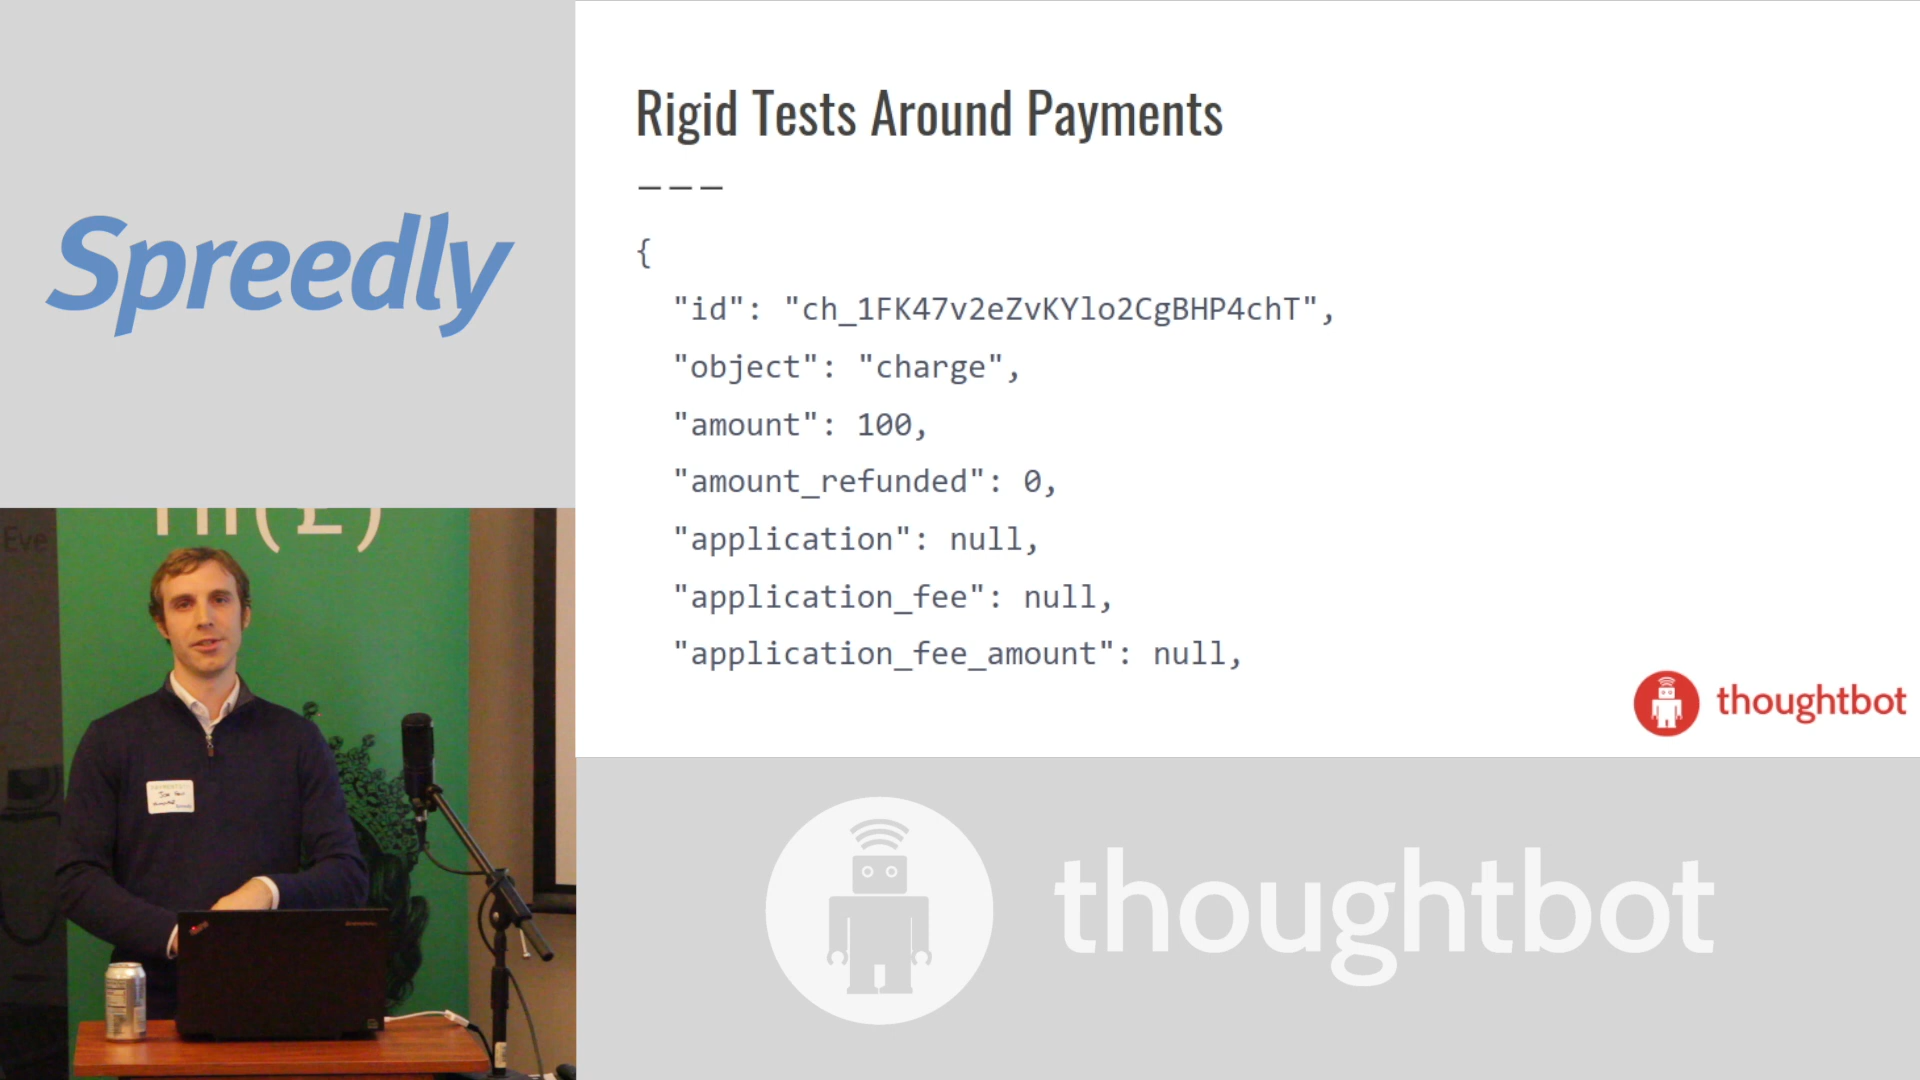 Spreedly
Rigid Tests Around Payments
———
{
"id": "ch_1FK47v2eZvKYlo2CgBHP4chT",
"object": "charge",
"amount": 100,
"amount_refunded": 0,
"application": null,
"application_fee": null,
"application_fee_amount": null,
thoughtbot
Eve
thoughtbot